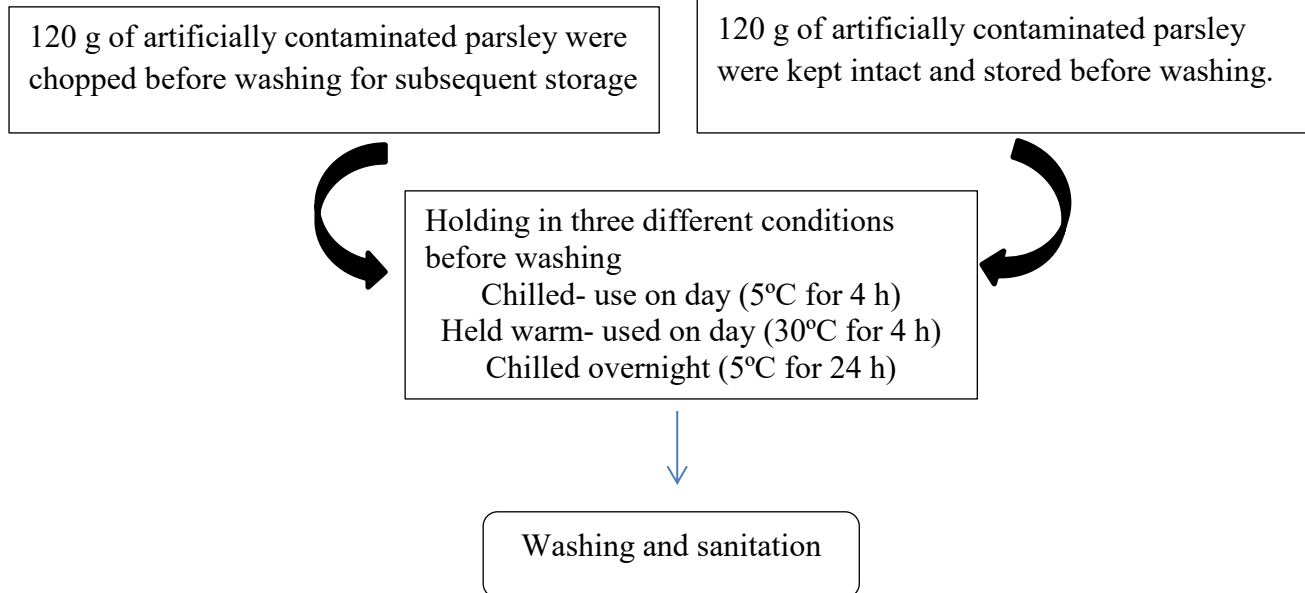 120 g of artificially contaminated parsley were
chopped before washing for subsequent storage
120 g of artificially contaminated parsley
were kept intact and stored before washing.
Holding in three different conditions
before washing
Chilled- use on day (5ºC for 4 h)
Held warm- used on day (30ºC for 4 h)
Chilled overnight (5ºC for 24 h)
Washing and sanitation